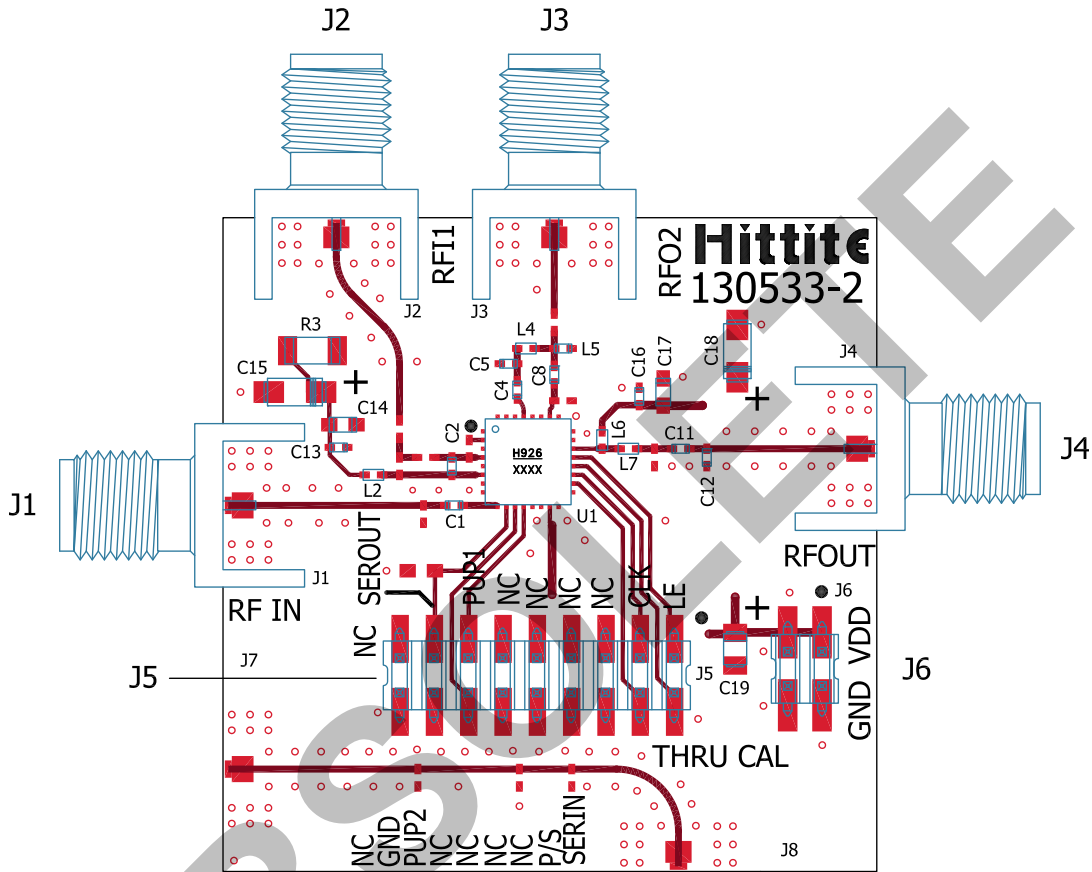 J2
J3
RFI1
RFO2
Hittite
130533-2
J2
J3
R3
L4
L5
C5
C4
C8
C15
C14
C13
C2
C16
C17
C18
J4
L6
C11
L7
C12
L2
H926
XXXX
U1
C1
J1
J4
J1
RF IN
RFOUT
SEROUT
NC
PUP1
NC
NC
NC
NC
CLK
LE
J5
J7
J5
C19
J6
GND VDD
J6
THRU CAL
NC
GND
PUP2
NC
NC
NC
NC
P/S
SERIN
J8
+
+
+